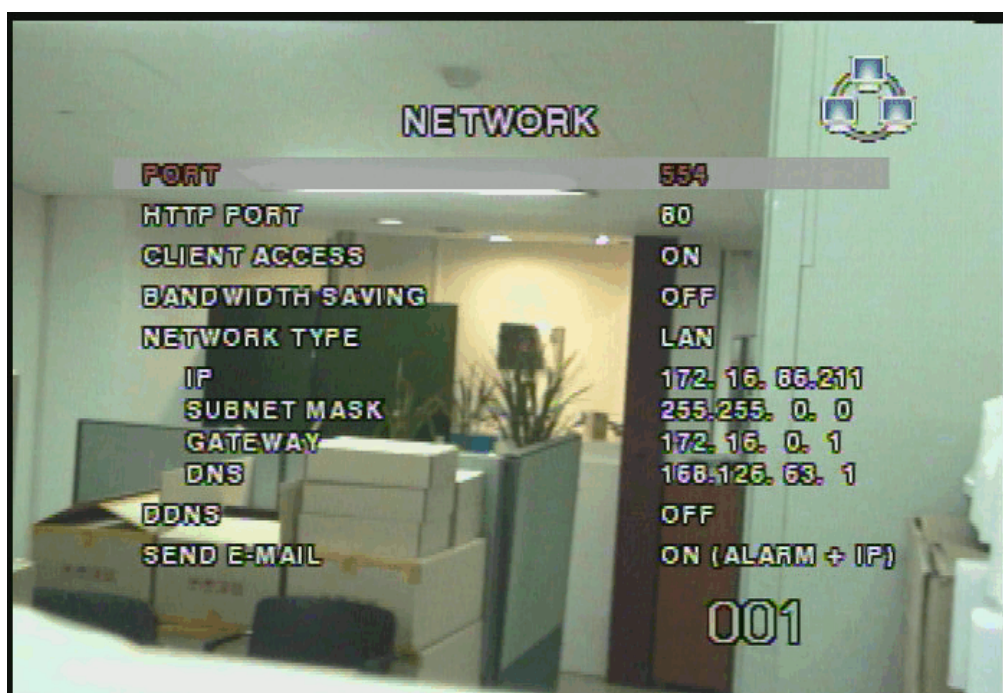 NETWORK
PORT 554
HTTP PORT 80
CLIENT ACCESS ON
BANDWIDTH SAVING OFF
NETWORK TYPE LAN
IP 172. 16. 86.211
SUBNET MASK 255.255. 0. 0
GATEWAY 172. 16. 0. 1
DNS 168.126. 63. 1
DDNS OFF
SEND E-MAIL ON (ALARM + IP)
001